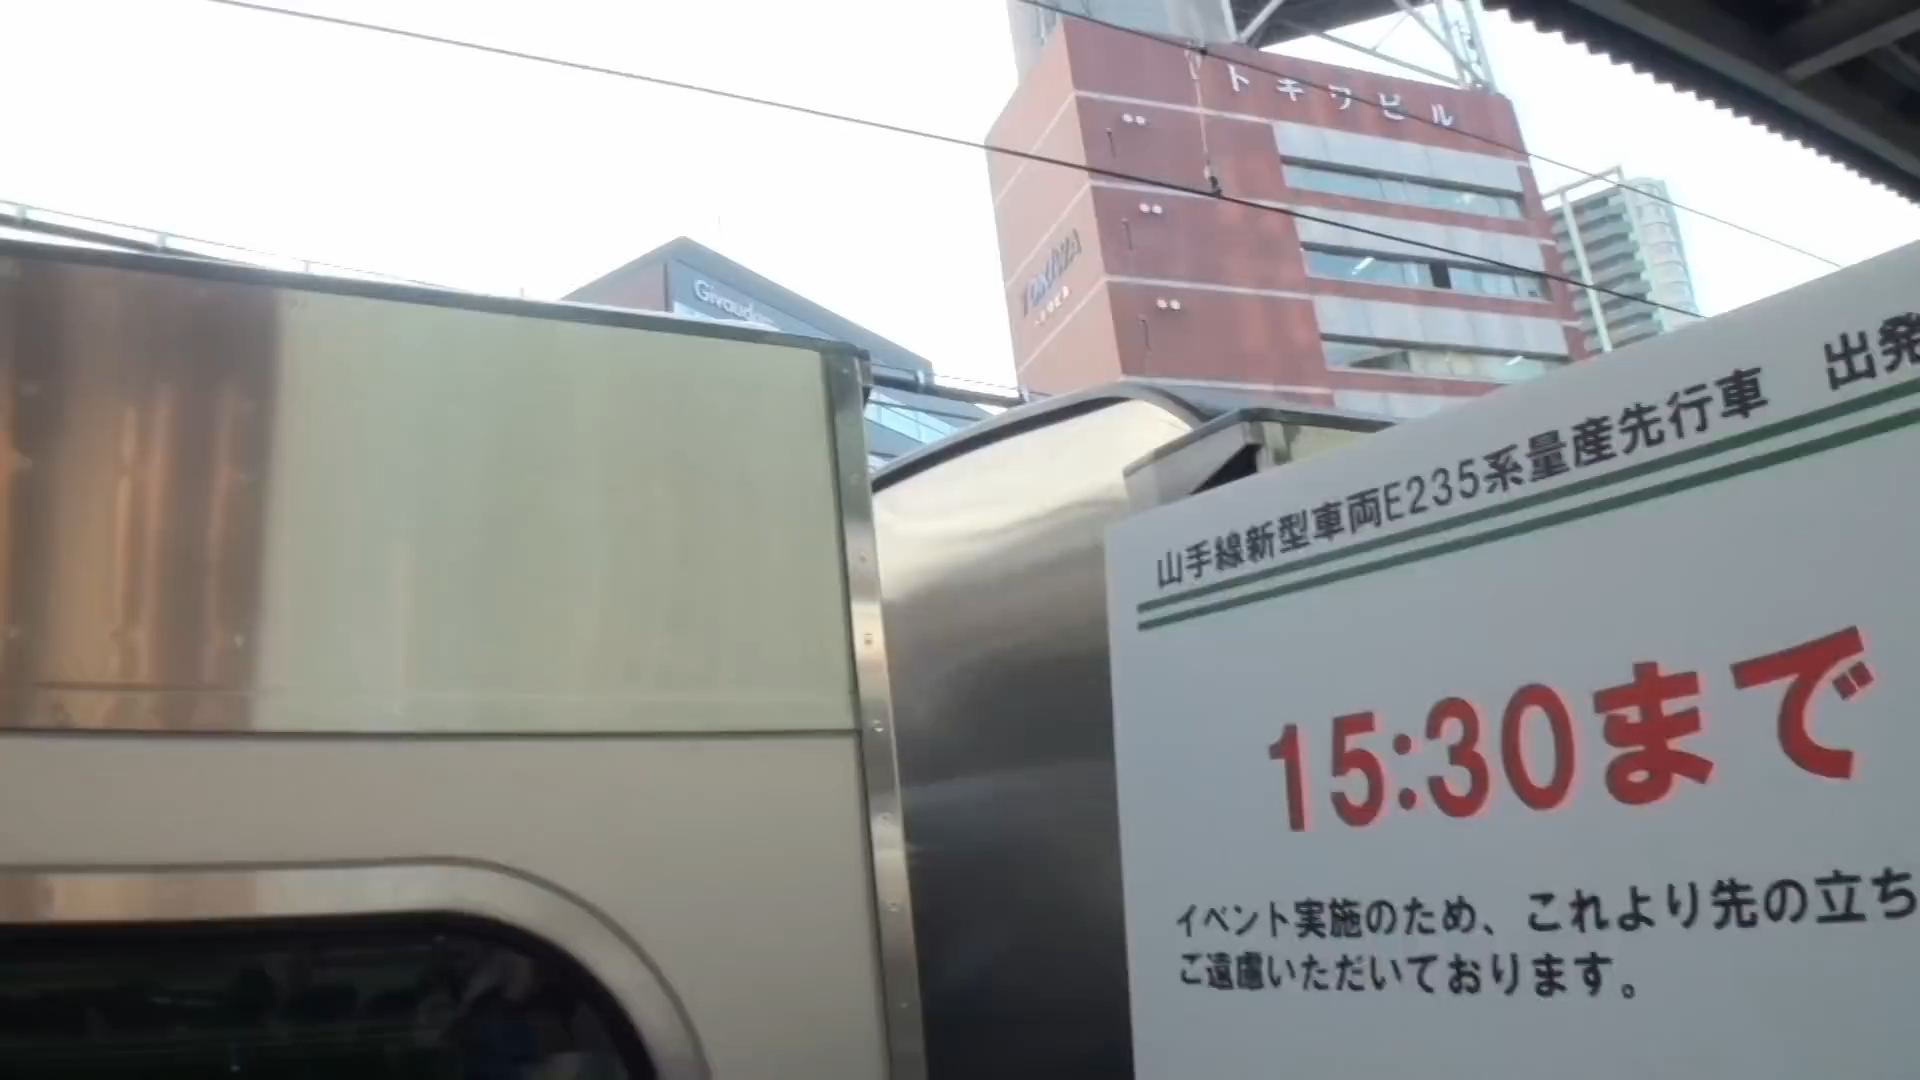 トキワビル
TOKIWA
Givaudan
山手線新型車両E235系量産先行車　出発
15:30まで
イベント実施のため、これより先の立ち
ご遠慮いただいております。